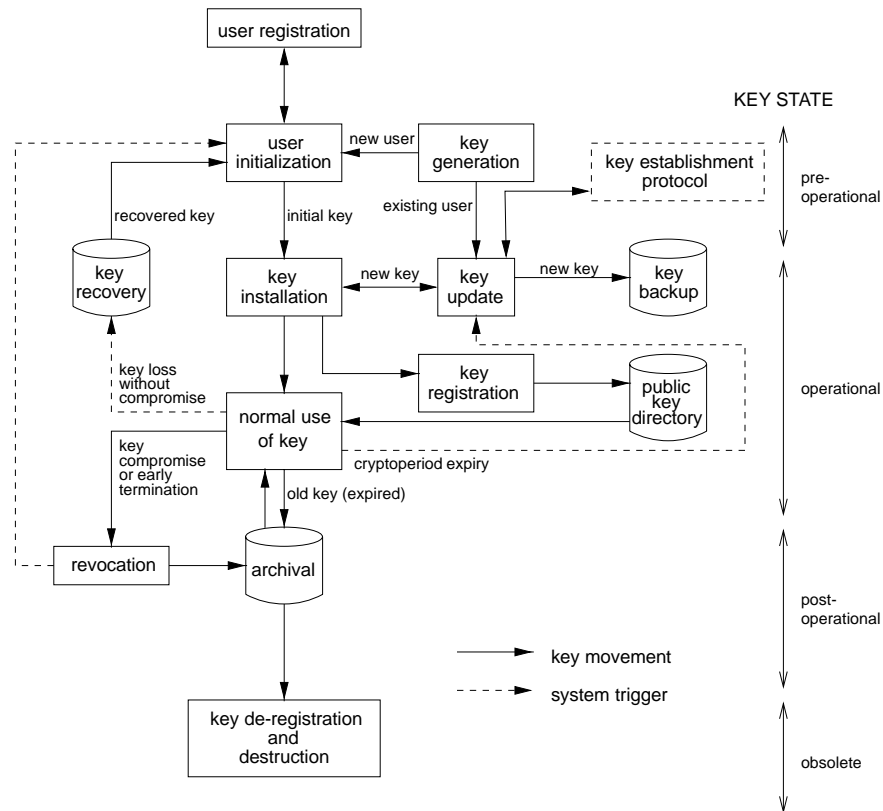 user registration
KEY STATE
user
initialization
new user
key
generation
key establishment
protocol
pre-
operational
recovered key
initial key
existing user
key
recovery
key
installation
new key
key
update
new key
key
backup
key loss
without
compromise
key
registration
public
key
directory
operational
normal use
of key
key
compromise
or early
termination
cryptoperiod expiry
old key (expired)
revocation
archival
post-
operational
key movement
system trigger
key de-registration
and
destruction
obsolete